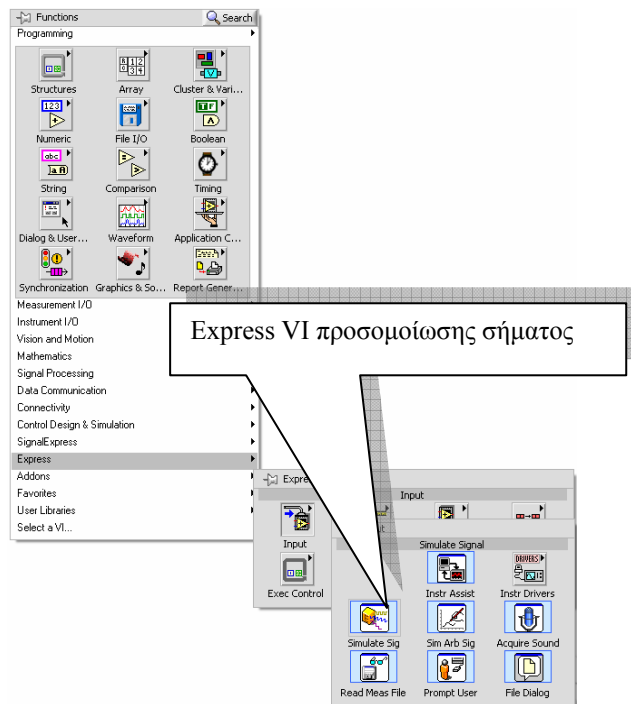 Functions Search
Programming
Structures Array Cluster & Vari...
Numeric File I/O Boolean
String Comparison Timing
Dialog & User... Waveform Application C...
Synchronization Graphics & So... Report Gener...
Measurement I/O
Instrument I/O
Vision and Motion
Mathematics
Signal Processing
Data Communication
Connectivity
Control Design & Simulation
SignalExpress
Express
Addons
Favorites
User Libraries
Select a VI...
Express VI προσομοίωσης σήματος
Expre
Input
Input
Exec Control
Simulate Signal
Instr Assist Instr Drivers
Simulate Sig Sim Arb Sig Acquire Sound
Read Meas File Prompt User File Dialog